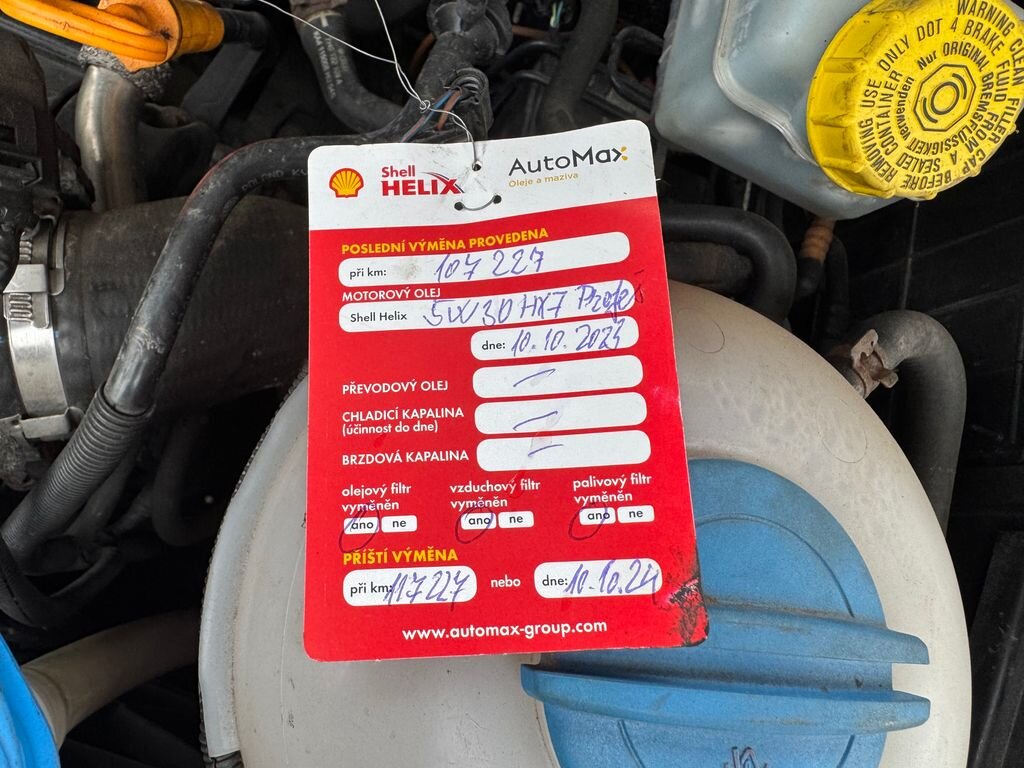 Shell
HELIX
AutoMax
Oleje a maziva
POSLEDNÍ VÝMĚNA PROVEDENA
při km: 107 227
MOTOROVÝ OLEJ
Shell Helix 5W30 HX7 Profes
dne: 10.10.2023
PŘEVODOVÝ OLEJ –
CHLADICÍ KAPALINA –
(účinnost do dne)
BRZDOVÁ KAPALINA –
olejový filtr vyměněn
ano ne
vzduchový filtr vyměněn
ano ne
palivový filtr vyměněn
ano ne
PŘÍŠTÍ VÝMĚNA
při km: 117227 nebo dne: 10.10.24
www.automax-group.com
WARNING CLEAN FILLER CAP BEFORE REMOVING USE ONLY DOT 4 BRAKE FLUID FROM A SEALED CONTAINER
Nur ORIGINAL BREMSFLÜSSIGKEIT verwenden